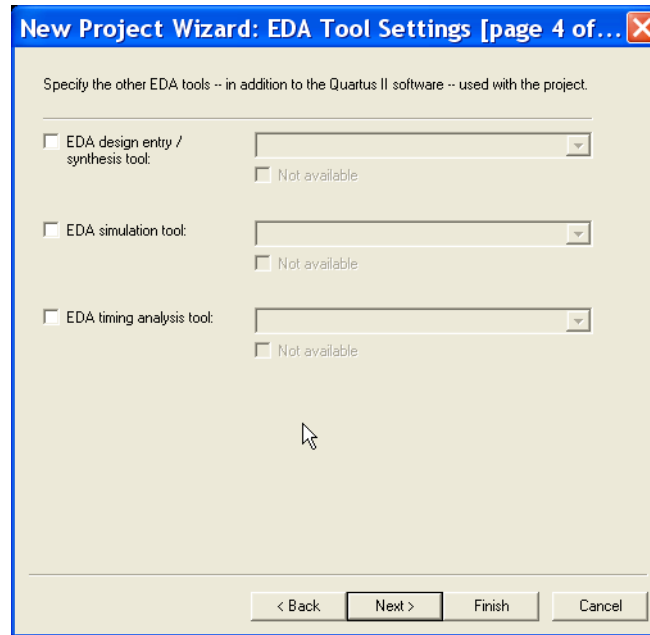 New Project Wizard: EDA Tool Settings [page 4 of...
Specify the other EDA tools -- in addition to the Quartus II software -- used with the project.
EDA design entry /
synthesis tool:
Not available
EDA simulation tool:
Not available
EDA timing analysis tool:
Not available
< Back
Next >
Finish
Cancel